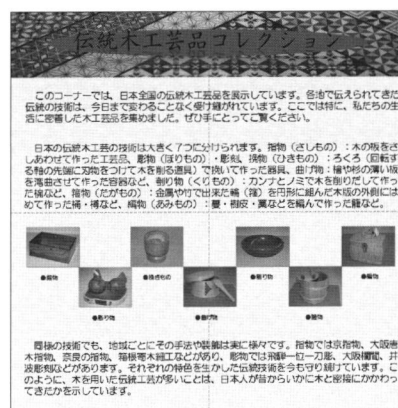 伝統木工芸品コレクション
このコーナーでは、日本全国の伝統木工芸品を展示しています。各地で伝えられてきた
伝統の技術は、今日まで変わることなく受け継がれています。ここでは特に、私たちの生
活に密着した木工芸品を集めました。ぜひ手にとってご覧ください。
日本の伝統木工芸の技術は大きく7つに分けられます。指物(さしもの):木の板をさ
しあわせて作った工芸品、彫物(ほりもの)・彫刻、挽物(ひきもの):ろくろ(回転す
る軸の先端に刃物をつけて木を削る道具)で挽いて作った器具、曲げ物:檜や杉の薄い板
を湾曲させて作った容器など、刳り物(くりもの):カンナとノミで木を削りだして作っ
た椀など、箍物(たがもの):金属や竹で出来た箍(箍)を円形に組んだ木版の外側には
めて作った桶・樽など、編物(あみもの):蔓・樹皮・藁などを編んで作った籠など。
●指物 ●挽きもの ●刳り物 ●編物
●彫り物 ●曲げ物 ●箍物
同様の技術でも、地域ごとにその手法や装飾は実に様々です。指物では京指物、大阪唐
木指物、奈良の指物、箱根寄木細工などがあり、彫物では飛騨一位一刀彫、大阪欄間、井
波彫刻などがあります。それぞれの特色を生かした伝統技術を今も守り続けています。こ
のように、木を用いた伝統工芸が多いことは、日本人が昔からいかに木と密接にかかわっ
てきたかを示しています。